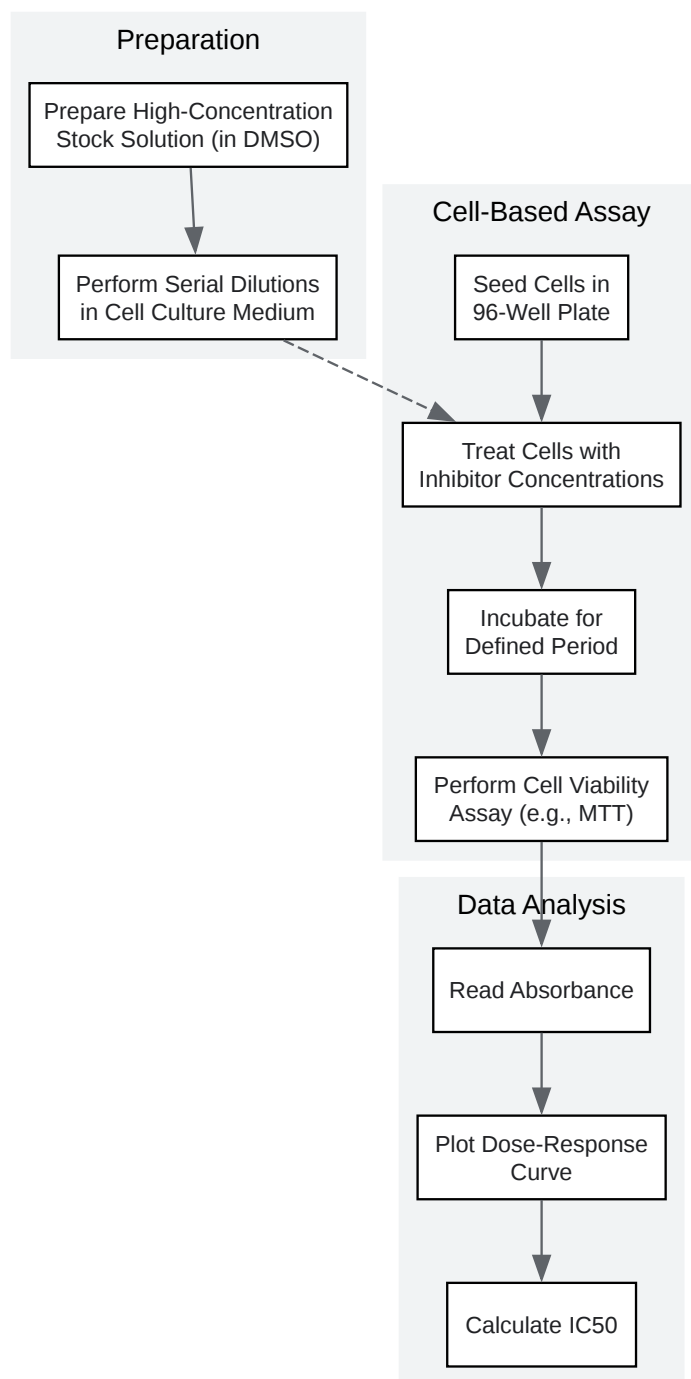 Preparation
Prepare High-Concentration
Stock Solution (in DMSO)
Perform Serial Dilutions
in Cell Culture Medium
Cell-Based Assay
Seed Cells in
96-Well Plate
Treat Cells with
Inhibitor Concentrations
Incubate for
Defined Period
Perform Cell Viability
Assay (e.g., MTT)
Data Analysis
Read Absorbance
Plot Dose-Response
Curve
Calculate IC50